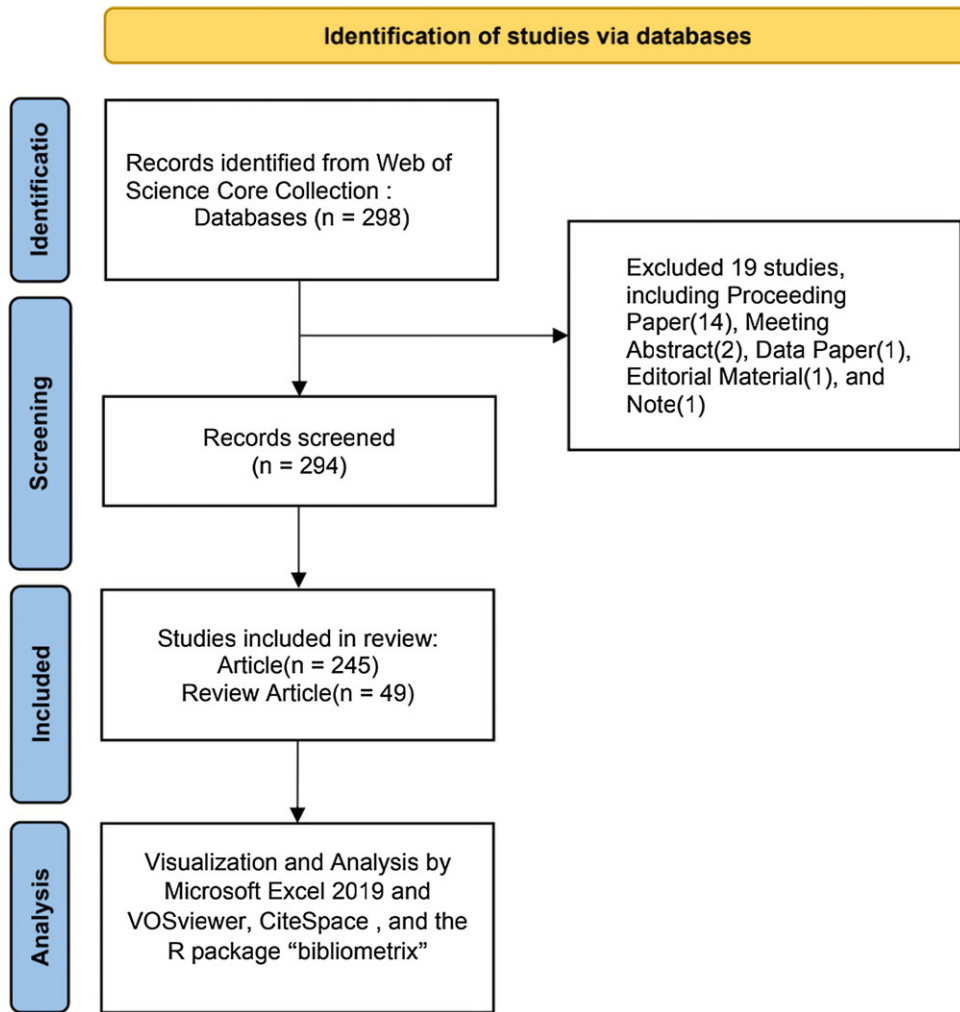 Identification of studies via databases
Identificatio
Records identified from Web of
Science Core Collection :
Databases (n = 298)
Excluded 19 studies,
including Proceeding
Paper(14), Meeting
Abstract(2), Data Paper(1),
Editorial Material(1), and
Note(1)
Screening
Records screened
(n = 294)
Included
Studies included in review:
Article(n = 245)
Review Article(n = 49)
Analysis
Visualization and Analysis by
Microsoft Excel 2019 and
VOSviewer, CiteSpace , and the
R package “bibliometrix”